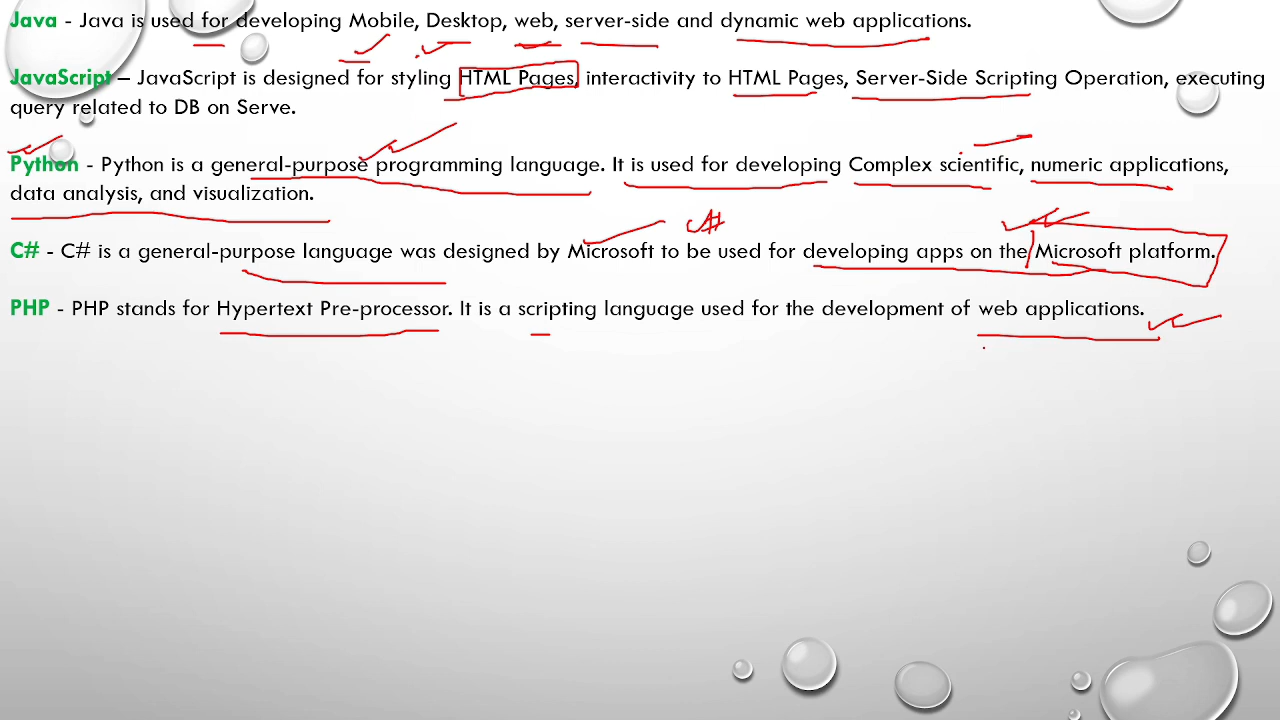 Java - Java is used for developing Mobile, Desktop, web, server-side and dynamic web applications.
JavaScript – JavaScript is designed for styling HTML Pages, interactivity to HTML Pages, Server-Side Scripting Operation, executing
query related to DB on Serve.
Python - Python is a general-purpose programming language. It is used for developing Complex scientific, numeric applications,
data analysis, and visualization.
C#
C# - C# is a general-purpose language was designed by Microsoft to be used for developing apps on the Microsoft platform.
PHP - PHP stands for Hypertext Pre-processor. It is a scripting language used for the development of web applications.